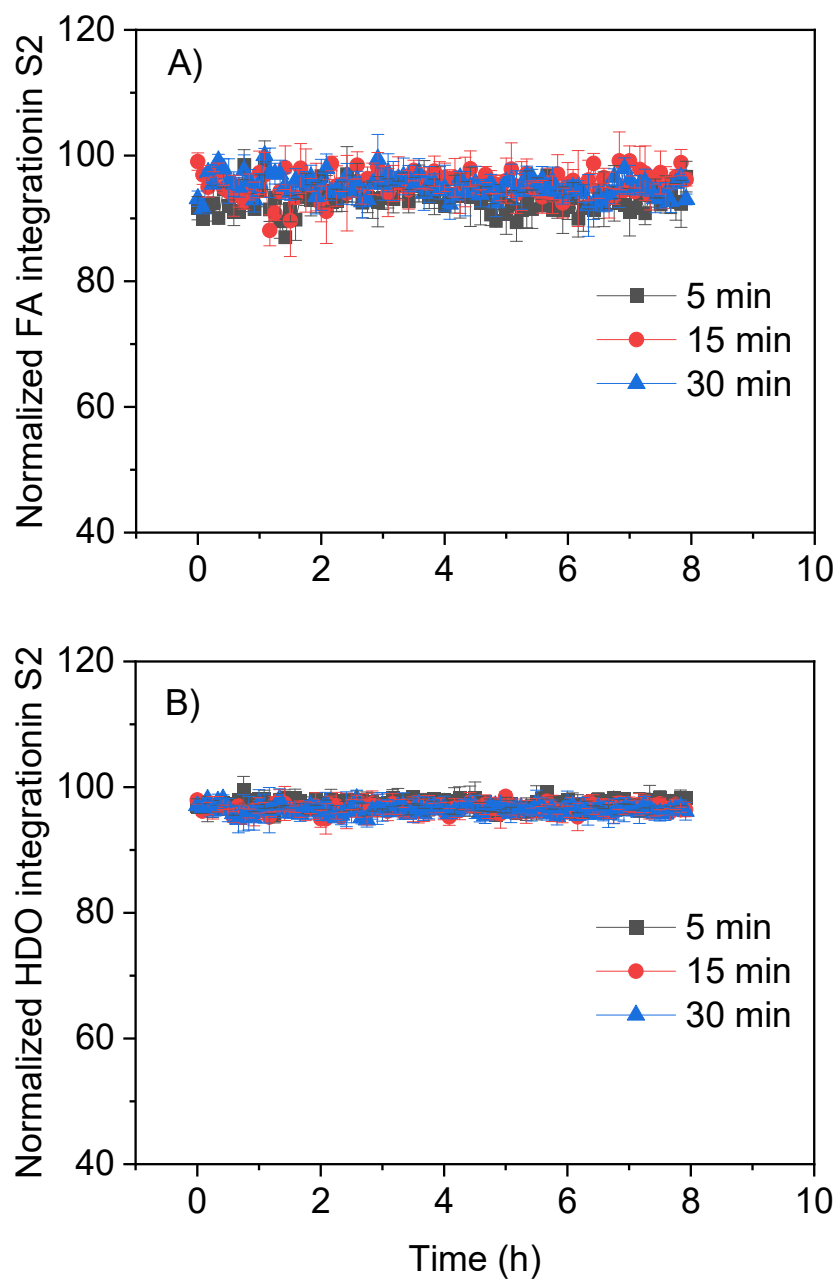 120
A)
100
80
60
40
Normalized FA integrationin S2
5 min
15 min
30 min
0 2 4 6 8 10
120
B)
100
80
60
40
Normalized HDO integrationin S2
5 min
15 min
30 min
0 2 4 6 8 10
Time (h)